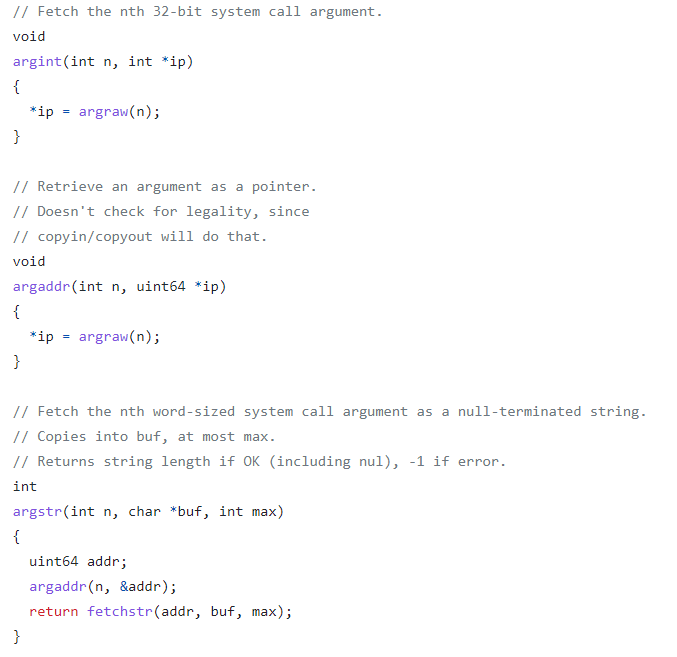 // Fetch the nth 32-bit system call argument.
void
argint(int n, int *ip)
{
  *ip = argraw(n);
}

// Retrieve an argument as a pointer.
// Doesn't check for legality, since
// copyin/copyout will do that.
void
argaddr(int n, uint64 *ip)
{
  *ip = argraw(n);
}

// Fetch the nth word-sized system call argument as a null-terminated string.
// Copies into buf, at most max.
// Returns string length if OK (including nul), -1 if error.
int
argstr(int n, char *buf, int max)
{
  uint64 addr;
  argaddr(n, &addr);
  return fetchstr(addr, buf, max);
}